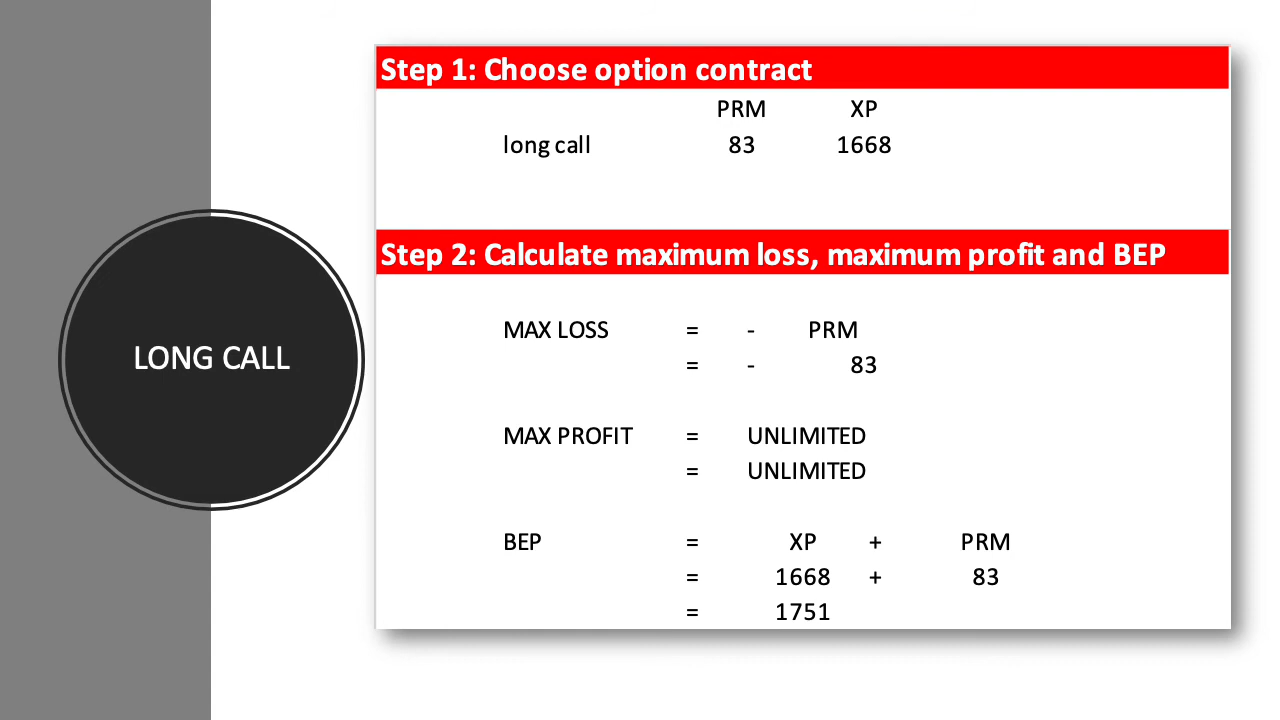 LONG CALL
Step 1: Choose option contract
PRM XP
long call 83 1668
Step 2: Calculate maximum loss, maximum profit and BEP
MAX LOSS = - PRM
= - 83
MAX PROFIT = UNLIMITED
= UNLIMITED
BEP = XP + PRM
= 1668 + 83
= 1751